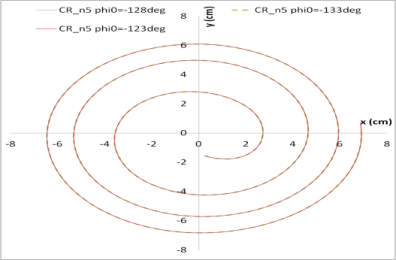 CR_n5 phi0=-128deg
CR_n5 phi0=-133deg
CR_n5 phi0=-123deg
y (cm)
x (cm)
8
6
4
2
0
-2
-4
-6
-8
-8 -6 -4 -2 0 2 4 6 8